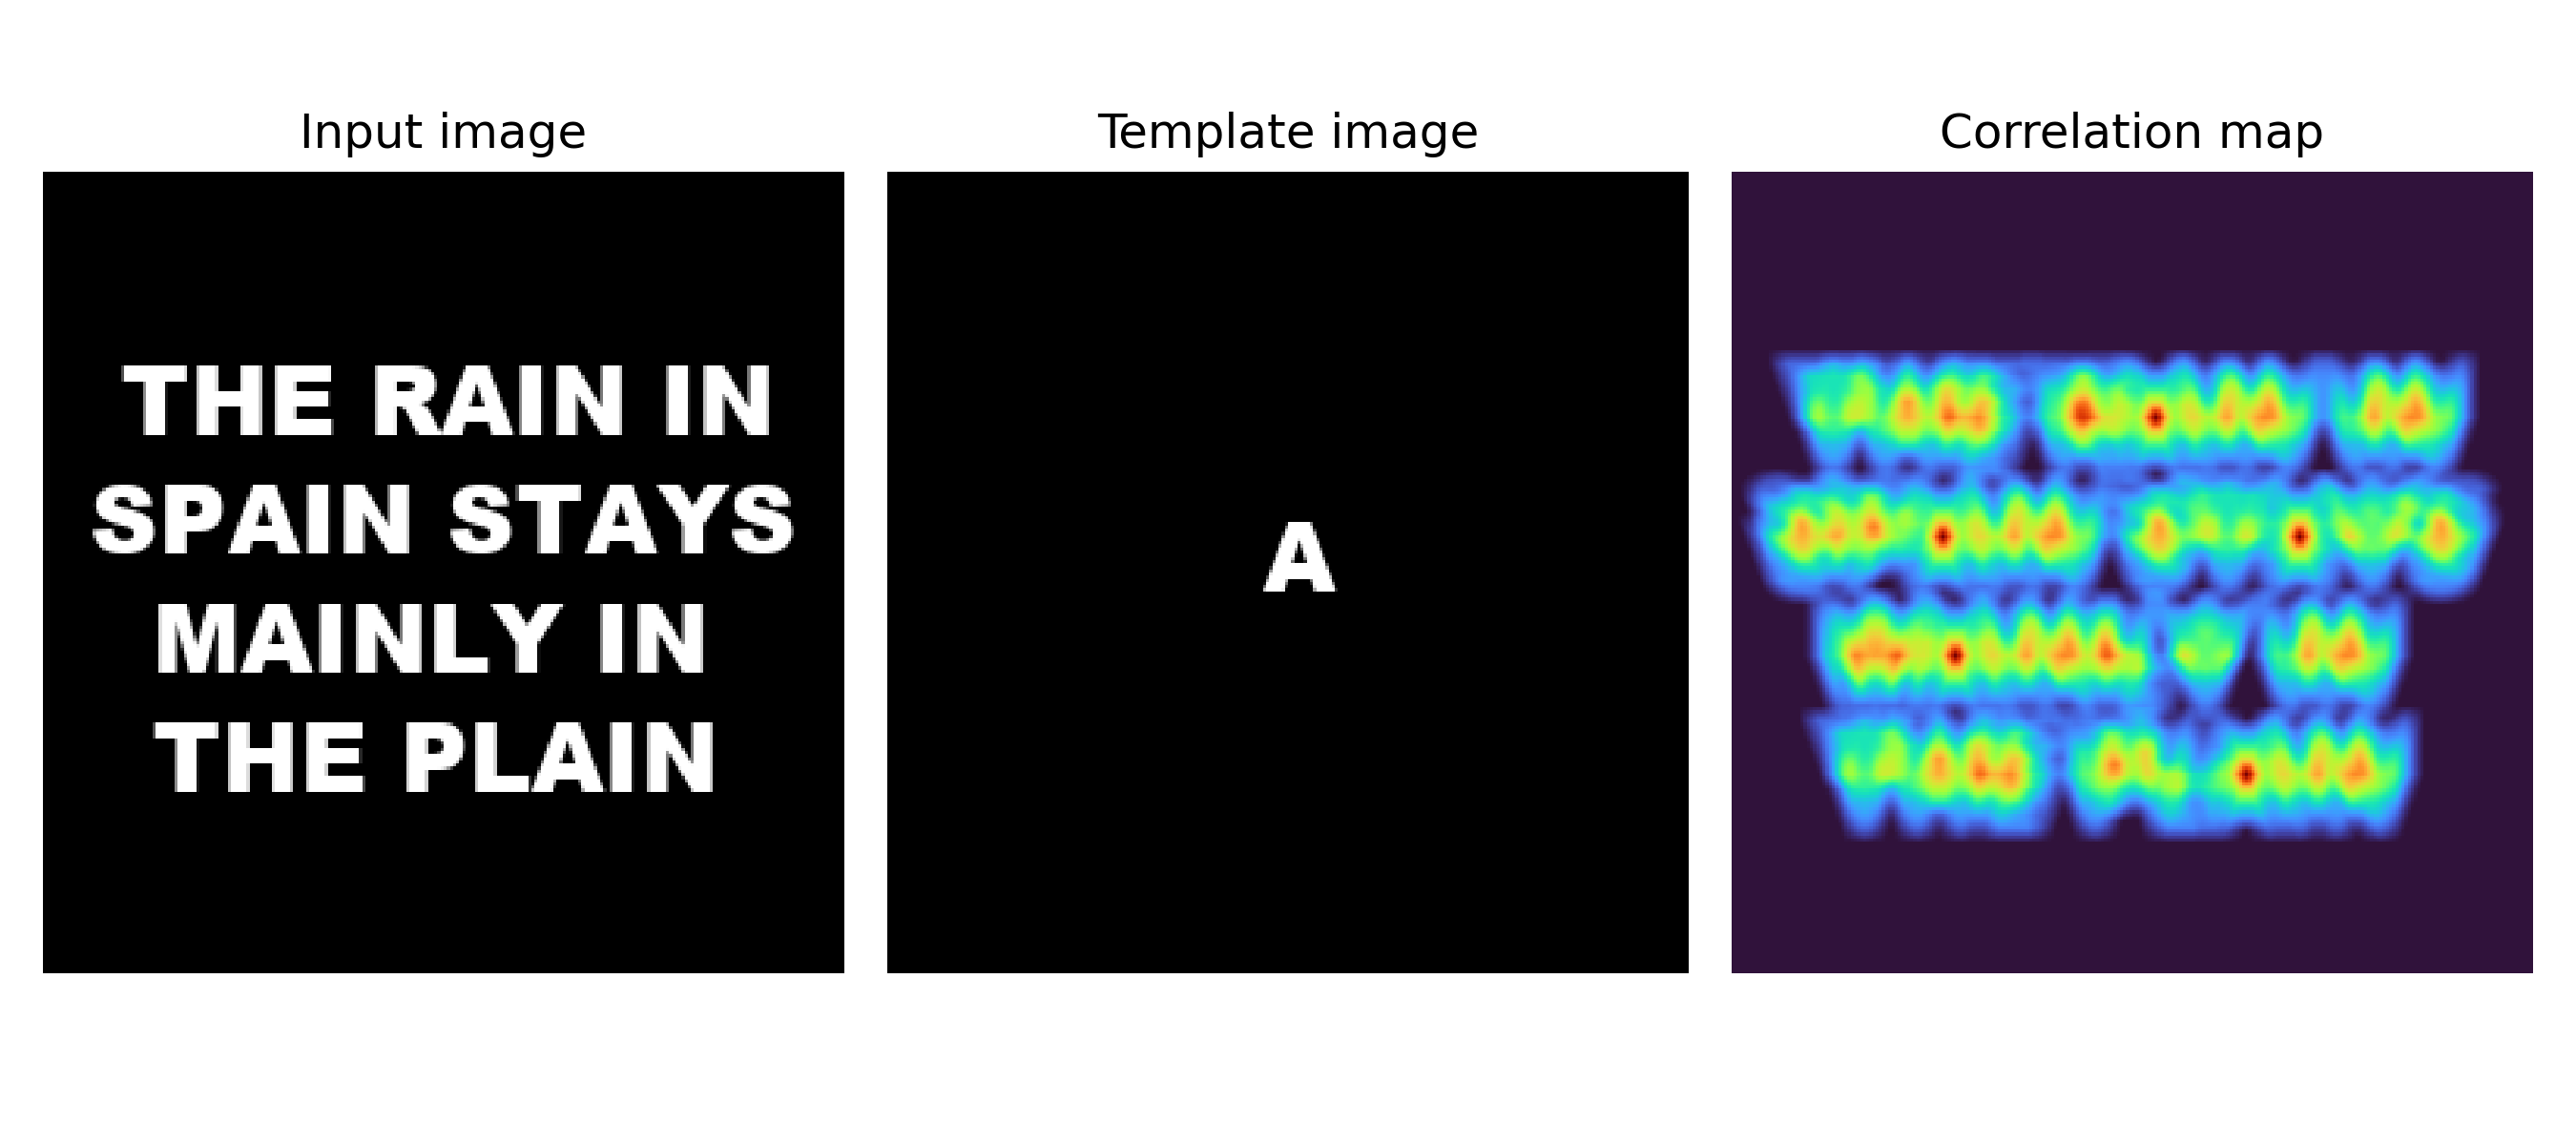 Input image
Template image
Correlation map
THE RAIN IN
SPAIN STAYS
MAINLY IN
THE PLAIN
A